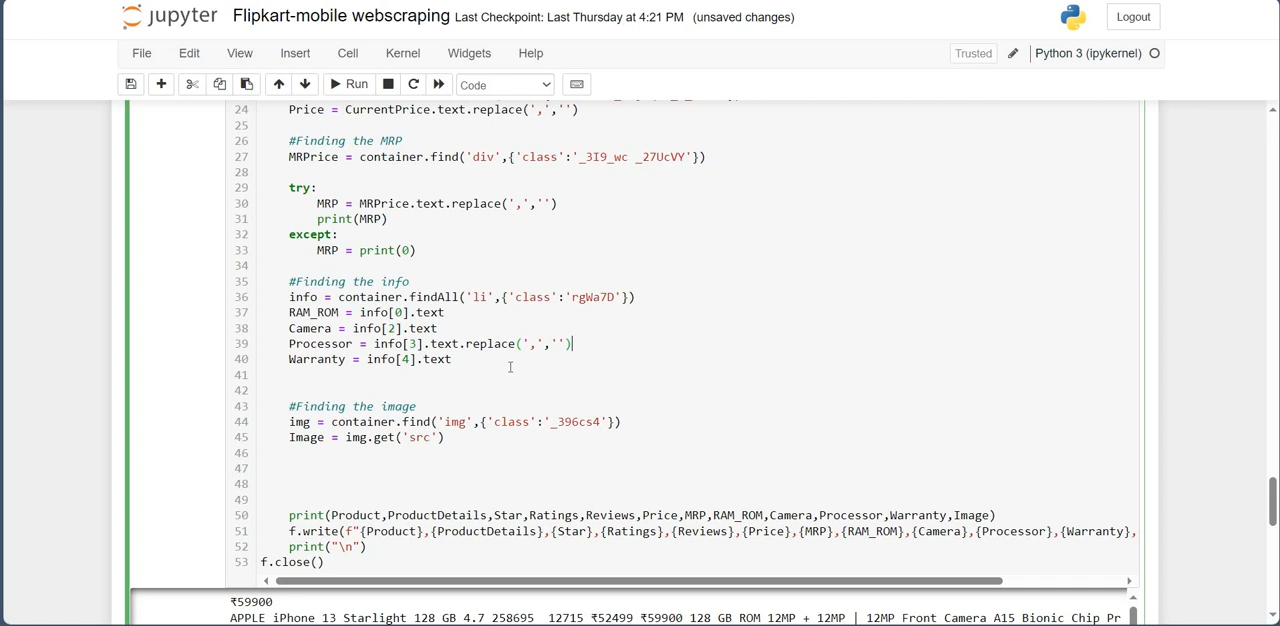 jupyter Flipkart-mobile webscraping Last Checkpoint: Last Thursday at 4:21 PM (unsaved changes) Logout
File Edit View Insert Cell Kernel Widgets Help Trusted Python 3 (ipykernel)
Run Code
24 Price = CurrentPrice.text.replace(',','')
25
26 #Finding the MRP
27 MRPrice = container.find('div',{'class':'_3I9_wc _27UcVY'})
28
29 try:
30 MRP = MRPrice.text.replace(',','')
31 print(MRP)
32 except:
33 MRP = print(0)
34
35 #Finding the info
36 info = container.findAll('li',{'class':'rgWa7D'})
37 RAM_ROM = info[0].text
38 Camera = info[2].text
39 Processor = info[3].text.replace(',','')
40 Warranty = info[4].text
41
42
43 #Finding the image
44 img = container.find('img',{'class':'_396cs4'})
45 Image = img.get('src')
46
47
48
49
50 print(Product,ProductDetails,Star,Ratings,Reviews,Price,MRP,RAM_ROM,Camera,Processor,Warranty,Image)
51 f.write(f"{Product},{ProductDetails},{Star},{Ratings},{Reviews},{Price},{MRP},{RAM_ROM},{Camera},{Processor},{Warranty},
52 print("\n")
53 f.close()
₹59900
APPLE iPhone 13 Starlight 128 GB 4.7 258695 12715 ₹52499 ₹59900 128 GB ROM 12MP + 12MP | 12MP Front Camera A15 Bionic Chip Pr